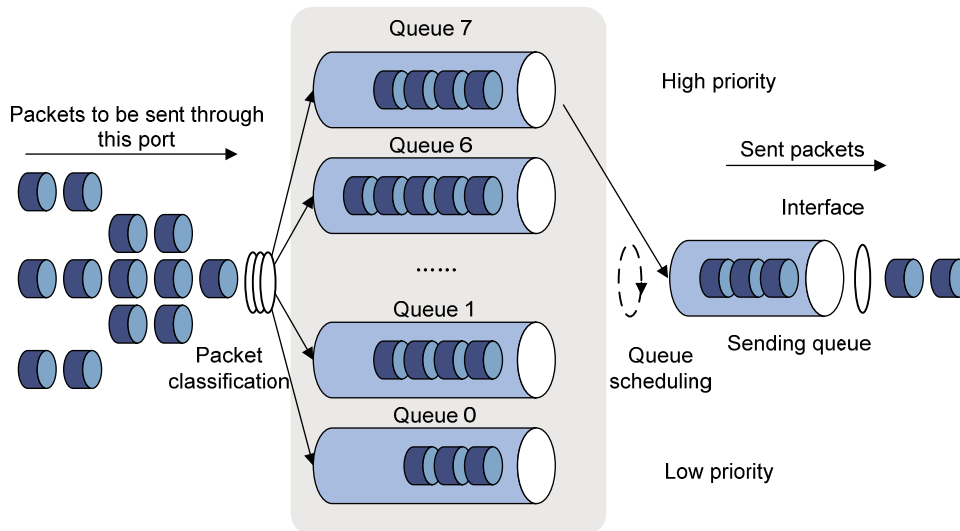 Queue 7
High priority
Packets to be sent through
this port
Queue 6
Sent packets
Interface
......
Queue 1
Packet
classification
Sending queue
Queue
scheduling
Queue 0
Low priority